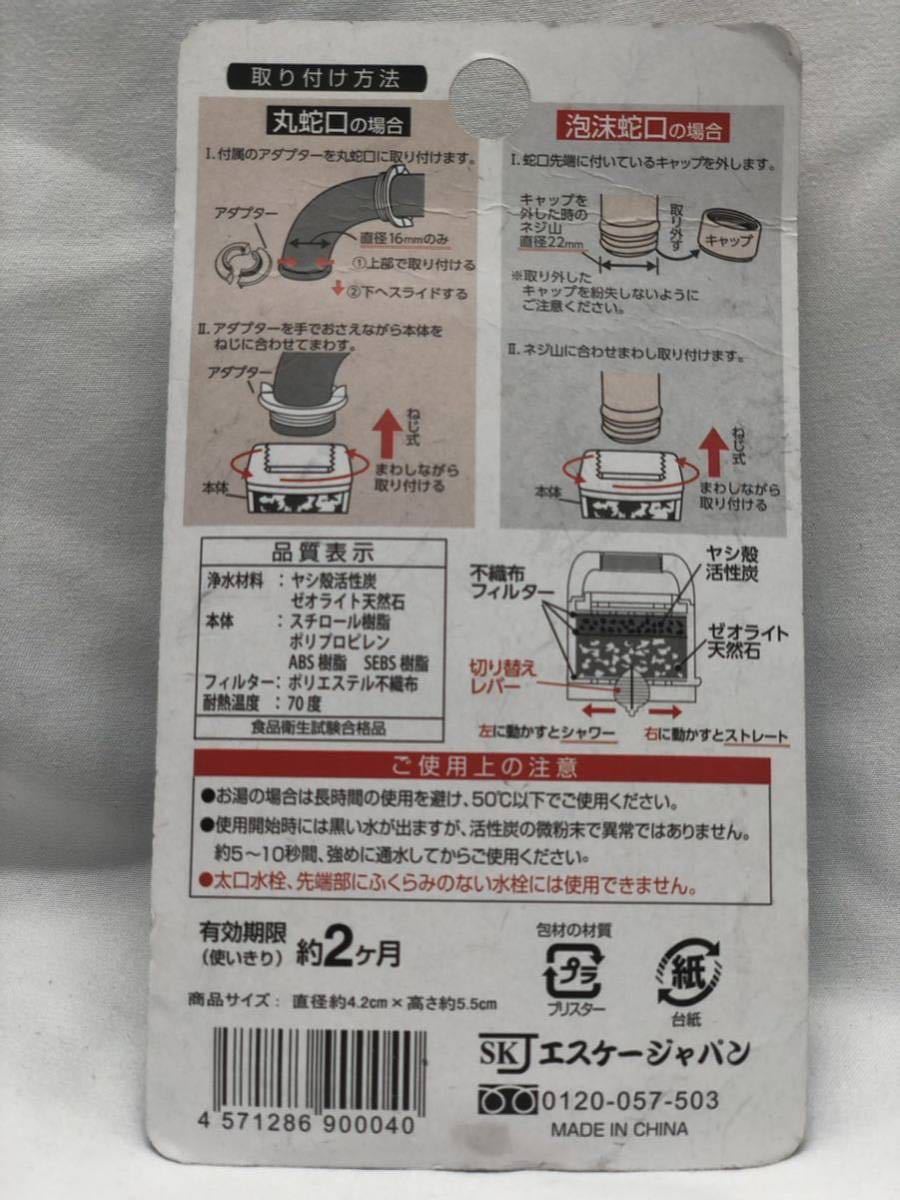 取り付け方法
丸蛇口の場合
Ⅰ.付属のアダプターを丸蛇口に取り付けます。
アダプター
直径16mmのみ
①上部で取り付ける
②下へスライドする
Ⅱ.アダプターを手でおさえながら本体を
ねじに合わせてまわす。
アダプター
ねじ式
まわしながら
取り付ける
本体
泡沫蛇口の場合
Ⅰ.蛇口先端に付いているキャップを外します。
キャップを
外した時の
ネジ山
直径22mm
取り外す
キャップ
※取り外した
キャップを紛失しないように
ご注意ください。
Ⅱ.ネジ山に合わせまわし取り付けます。
ねじ式
まわしながら
取り付ける
本体
品質表示
浄水材料 : ヤシ殻活性炭
ゼオライト天然石
本体 : スチロール樹脂
ポリプロピレン
ABS樹脂 SEBS樹脂
フィルター: ポリエステル不織布
耐熱温度 : 70度
食品衛生試験合格品
不織布
フィルター
ヤシ殻
活性炭
ゼオライト
天然石
切り替え
レバー
左に動かすとシャワー 右に動かすとストレート
ご使用上の注意
●お湯の場合は長時間の使用を避け、50℃以下でご使用ください。
●使用開始時には黒い水が出ますが、活性炭の微粉末で異常ではありません。
約5～10秒間、強めに通水してからご使用ください。
●太口水栓、先端部にふくらみのない水栓には使用できません。
有効期限
(使いきり) 約2ヶ月
包材の材質
プラ
ブリスター
紙
台紙
商品サイズ: 直径約4.2cm×高さ約5.5cm
SKJ エスケージャパン
0120-057-503
MADE IN CHINA
4 571286 900040